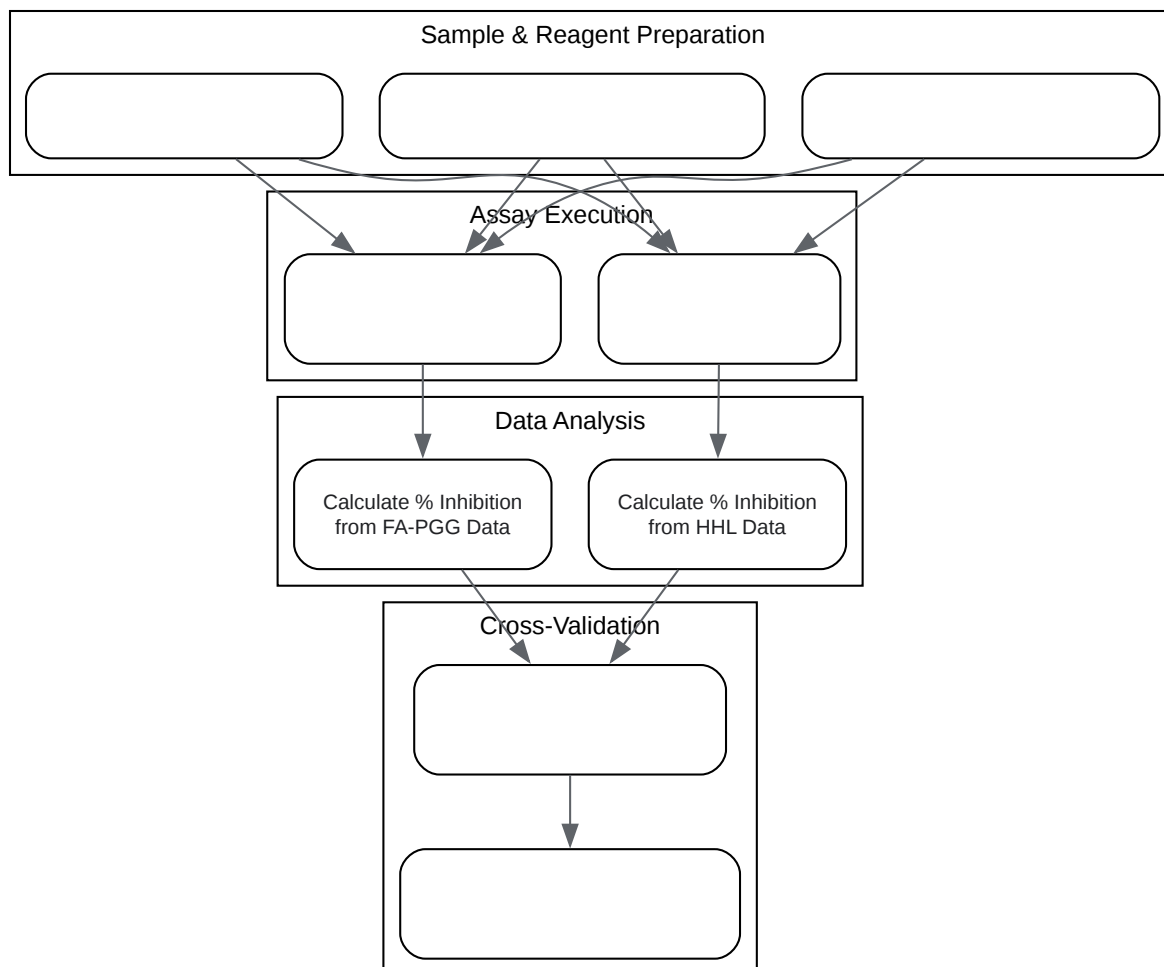 Sample & Reagent Preparation
Assay Execution
Data Analysis
Calculate % Inhibition
from FA-PGG Data
Calculate % Inhibition
from HHL Data
Cross-Validation